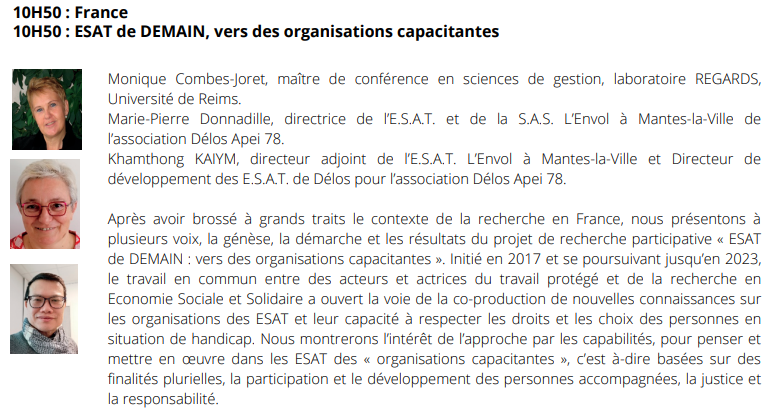 10H50 : France
10H50 : ESAT de DEMAIN, vers des organisations capacitantes
Monique Combes-Joret, maître de conférence en sciences de gestion, laboratoire REGARDS,
Université de Reims.
Marie-Pierre Donnadille, directrice de l'E.S.A.T. et de la S.A.S. L'Envol à Mantes-la-Ville de
l'association Délos Apei 78.
Khamthong KAIYM, directeur adjoint de l'E.S.A.T. L'Envol à Mantes-la-Ville et Directeur de
développement des E.S.A.T. de Délos pour l'association Délos Apei 78.
Après avoir brossé à grands traits le contexte de la recherche en France, nous présentons à
plusieurs voix, la génèse, la démarche et les résultats du projet de recherche participative « ESAT
de DEMAIN : vers des organisations capacitantes ». Initié en 2017 et se poursuivant jusqu'en 2023,
le travail en commun entre des acteurs et actrices du travail protégé et de la recherche en
Economie Sociale et Solidaire a ouvert la voie de la co-production de nouvelles connaissances sur
les organisations des ESAT et leur capacité à respecter les droits et les choix des personnes en
situation de handicap. Nous montrerons l'intérêt de l'approche par les capabilités, pour penser et
mettre en œuvre dans les ESAT des « organisations capacitantes », c'est à-dire basées sur des
finalités plurielles, la participation et le développement des personnes accompagnées, la justice et
la responsabilité.